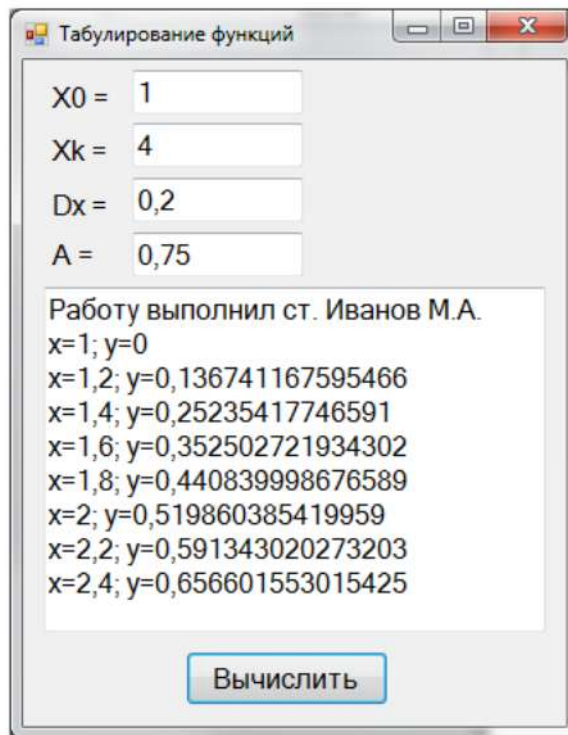 Табулирование функций
X0 = 1
Xk = 4
Dx = 0,2
A = 0,75
Работу выполнил ст. Иванов М.А.
x=1; y=0
x=1,2; y=0,136741167595466
x=1,4; y=0,25235417746591
x=1,6; y=0,352502721934302
x=1,8; y=0,440839998676589
x=2; y=0,519860385419959
x=2,2; y=0,591343020273203
x=2,4; y=0,656601553015425
Вычислить